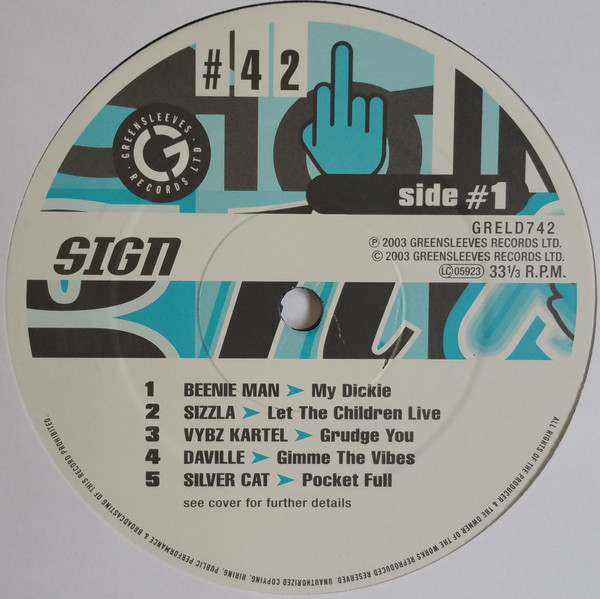 #42
GREENSLEEVES · RECORDS LTD ·
side #1
GRELD742
℗ 2003 GREENSLEEVES RECORDS LTD.
© 2003 GREENSLEEVES RECORDS LTD.
LC 05923 33⅓ R.P.M.
SIGN
1 BEENIE MAN ➤ My Dickie
2 SIZZLA ➤ Let The Children Live
3 VYBZ KARTEL ➤ Grudge You
4 DAVILLE ➤ Gimme The Vibes
5 SILVER CAT ➤ Pocket Full
see cover for further details
ALL RIGHTS OF THE PRODUCER & THE OWNER OF THE WORKS REPRODUCED RESERVED. UNAUTHORIZED COPYING, HIRING, PUBLIC PERFORMANCE & BROADCASTING OF THIS RECORD PROHIBITED.